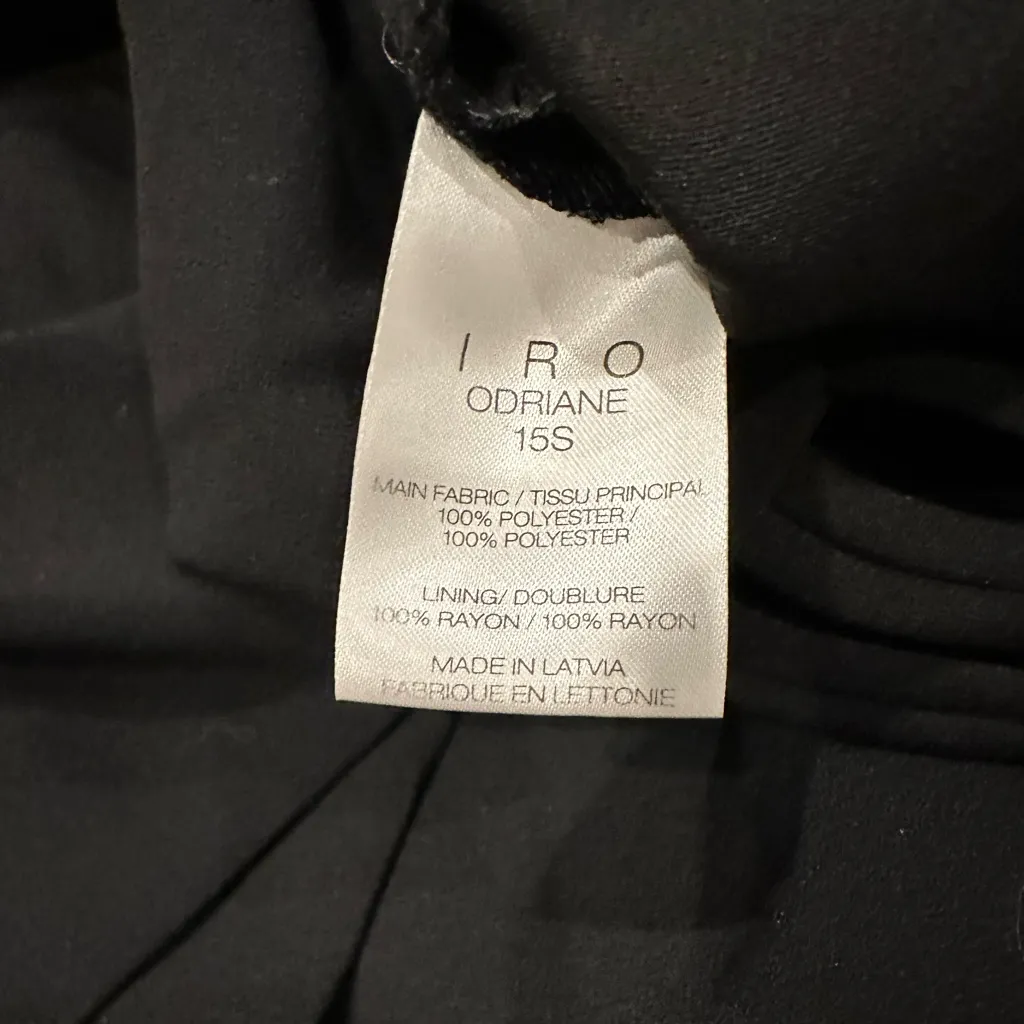 IRO
ODRIANE
15S
MAIN FABRIC / TISSU PRINCIPAL
100% POLYESTER /
100% POLYESTER
LINING/ DOUBLURE
100% RAYON / 100% RAYON
MADE IN LATVIA
FABRIQUE EN LETTONIE